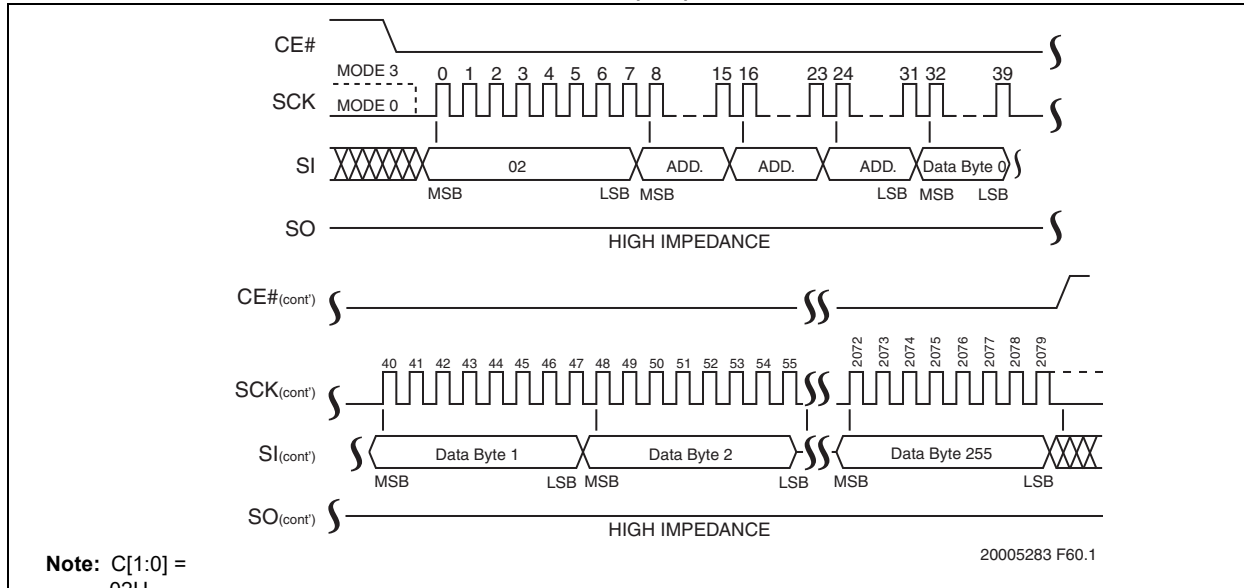 CE#
MODE 3
0 1 2 3 4 5 6 7 8 15 16 23 24 31 32 39
SCK
MODE 0
SI 02 ADD. ADD. ADD. Data Byte 0
MSB LSB MSB LSB MSB LSB
SO
HIGH IMPEDANCE
CE#(cont')
40 41 42 43 44 45 46 47 48 49 50 51 52 53 54 55 2072 2073 2074 2075 2076 2077 2078 2079
SCK(cont')
SI(cont') Data Byte 1 Data Byte 2 Data Byte 255
MSB LSB MSB LSB MSB LSB
SO(cont')
HIGH IMPEDANCE
20005283 F60.1
Note: C[1:0] =